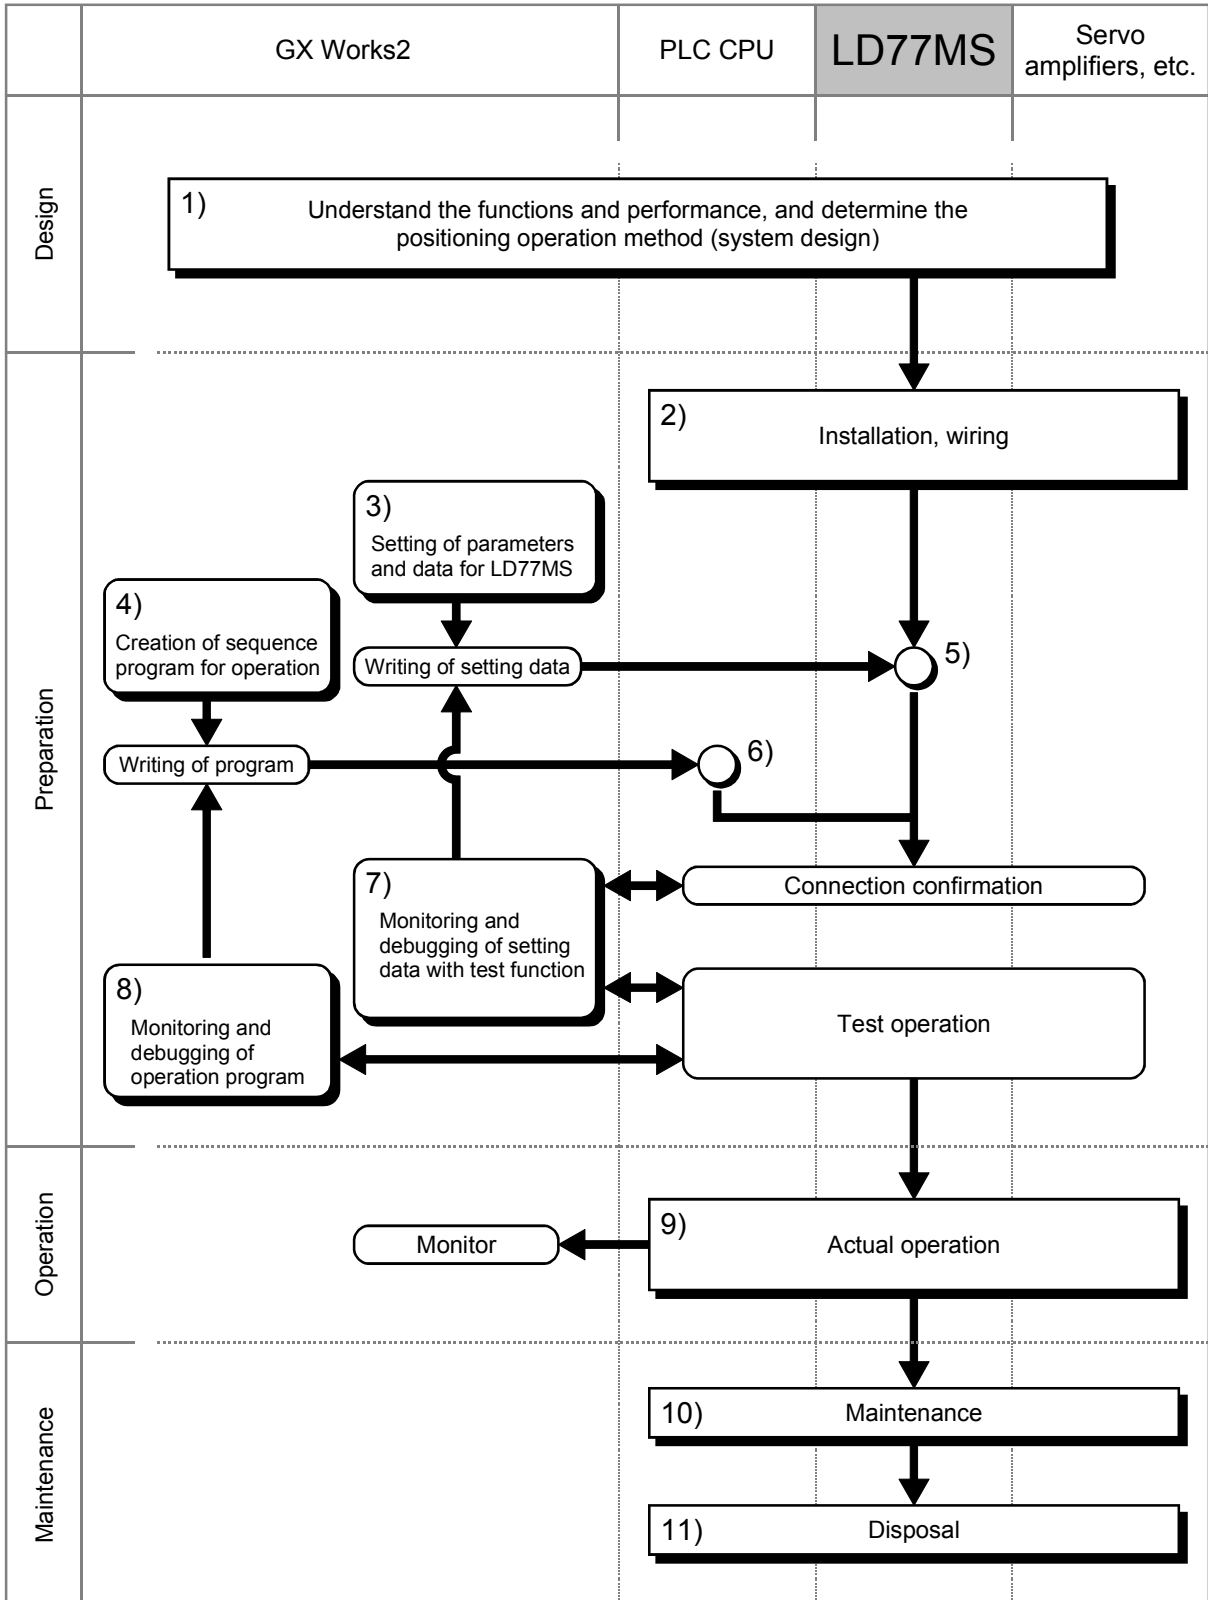 GX Works2
PLC CPU
LD77MS
Servo
amplifiers, etc.
Design
1)
Understand the functions and performance, and determine the
positioning operation method (system design)
Preparation
2)
Installation, wiring
3)
Setting of parameters
and data for LD77MS
4)
Creation of sequence
program for operation
Writing of setting data
5)
Writing of program
6)
7)
Monitoring and
debugging of setting
data with test function
Connection confirmation
8)
Monitoring and
debugging of
operation program
Test operation
Operation
9)
Actual operation
Monitor
Maintenance
10)
Maintenance
11)
Disposal